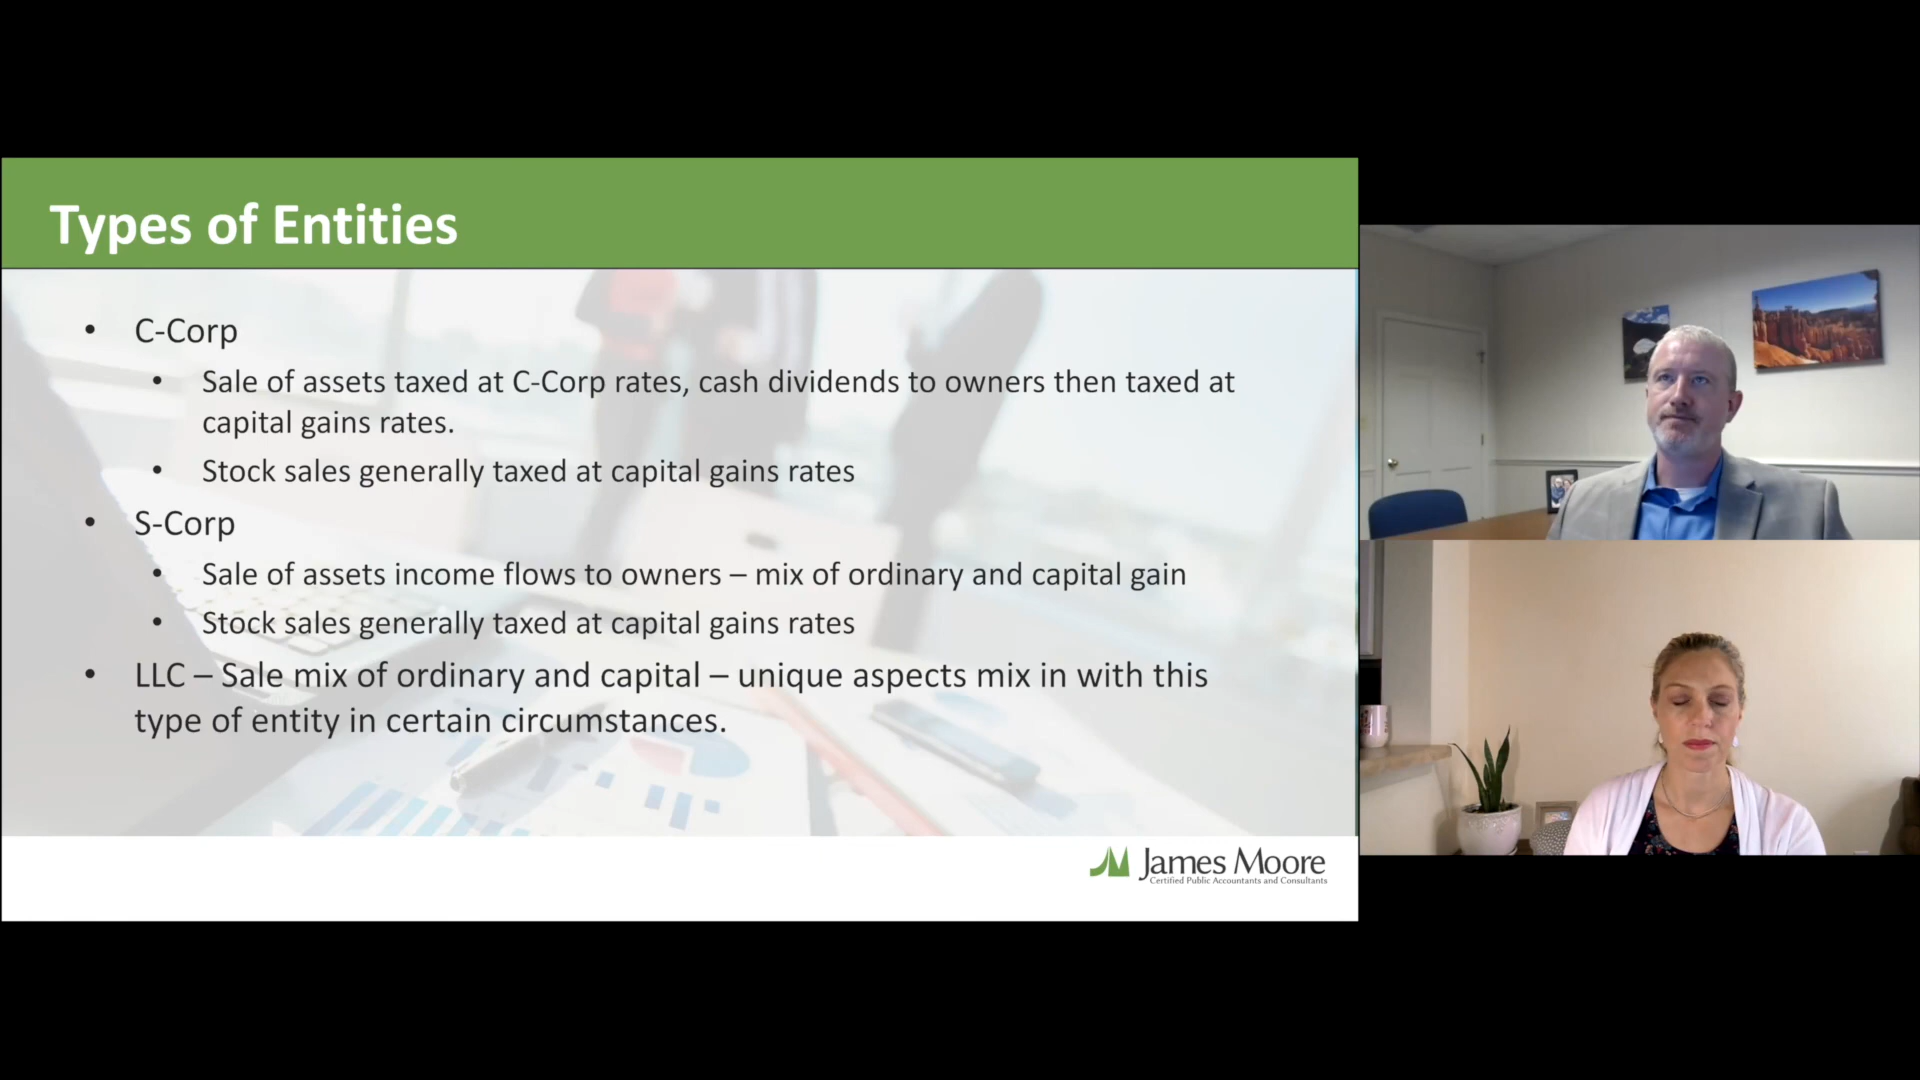 Types of Entities
• C-Corp
• Sale of assets taxed at C-Corp rates, cash dividends to owners then taxed at
capital gains rates.
• Stock sales generally taxed at capital gains rates
• S-Corp
• Sale of assets income flows to owners – mix of ordinary and capital gain
• Stock sales generally taxed at capital gains rates
• LLC – Sale mix of ordinary and capital – unique aspects mix in with this
type of entity in certain circumstances.
James Moore
Certified Public Accountants and Consultants